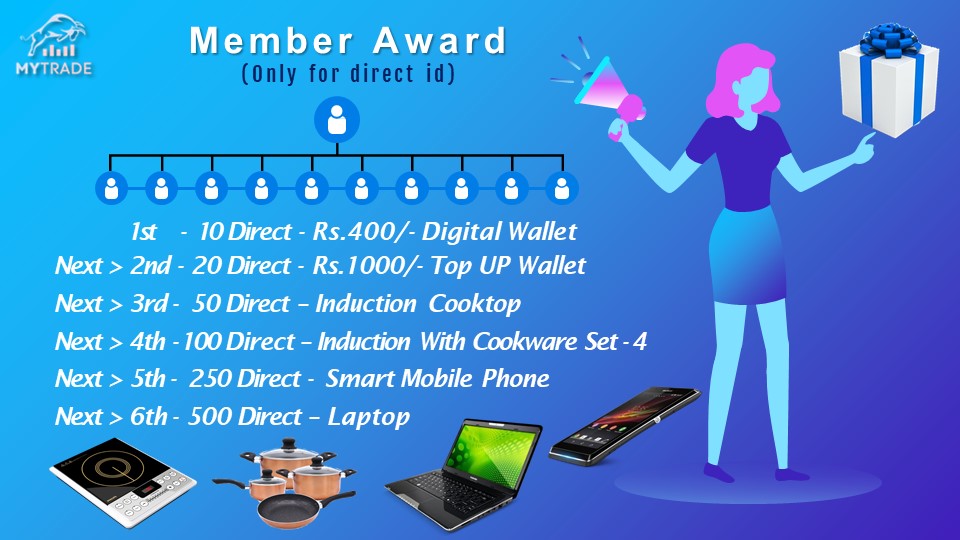 MYTRADE
Member Award
(Only for direct id)
1st - 10 Direct - Rs.400/- Digital Wallet
Next > 2nd - 20 Direct - Rs.1000/- Top UP Wallet
Next > 3rd - 50 Direct – Induction Cooktop
Next > 4th - 100 Direct – Induction With Cookware Set - 4
Next > 5th - 250 Direct - Smart Mobile Phone
Next > 6th - 500 Direct – Laptop